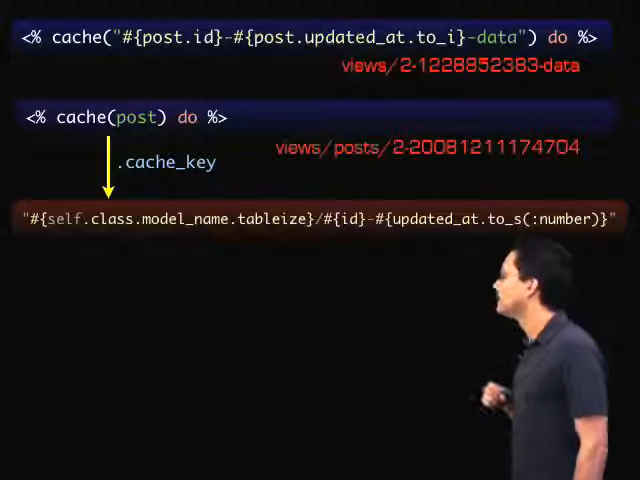 <% cache("#{post.id}-#{post.updated_at.to_i}-data") do %>
views/2-1228852383-data
<% cache(post) do %>
views/posts/2-20081211174704
.cache_key
"#{self.class.model_name.tableize}/#{id}-#{updated_at.to_s(:number)}"